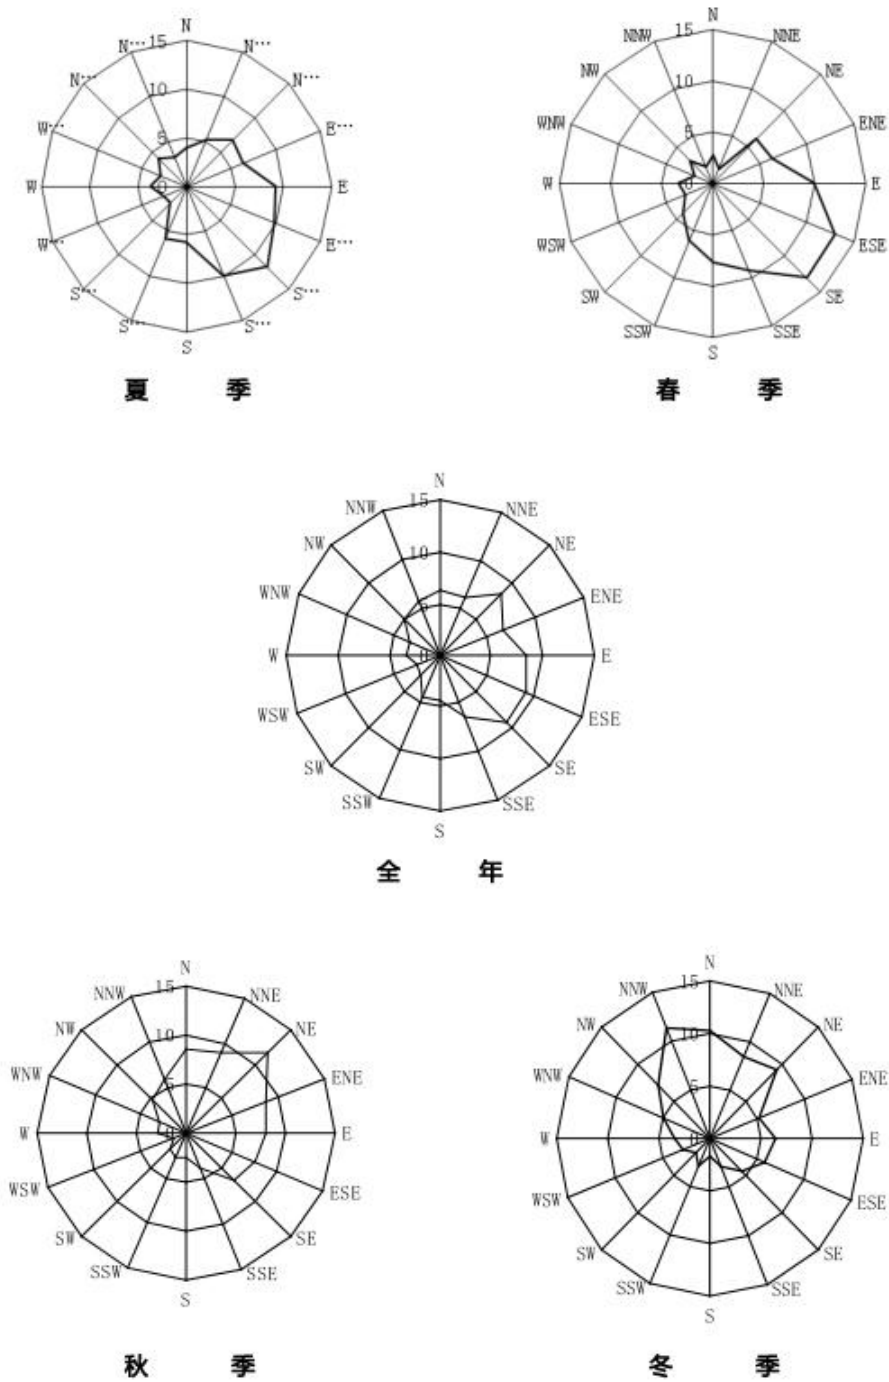 N
15
N… N…
N… N…
10
W… E…
5
W 0 E
W… E…
S… S…
S… S…
S
夏 季
N
15
NNW NNE
NW NE
10
WNW ENE
5
W 0 E
WSW ESE
SW SE
SSW SSE
S
春 季
N
15
NNW NNE
NW NE
10
WNW ENE
5
W 0 E
WSW ESE
SW SE
SSW SSE
S
全 年
N
15
NNW NNE
NW NE
10
WNW ENE
5
W 0 E
WSW ESE
SW SE
SSW SSE
S
秋 季
N
15
NNW NNE
NW NE
10
WNW ENE
5
W 0 E
WSW ESE
SW SE
SSW SSE
S
冬 季